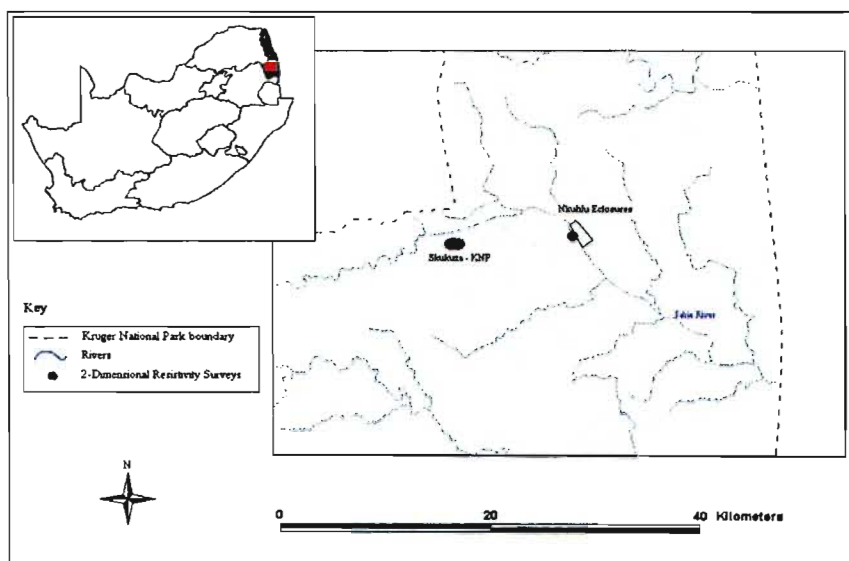 Nkuhlu Exclosures
Skukuza - KNP
Sabie River
Key
Kruger National Park boundary
Rivers
2-Dimensional Resistivity Surveys
N
0 20 40 Kilometers